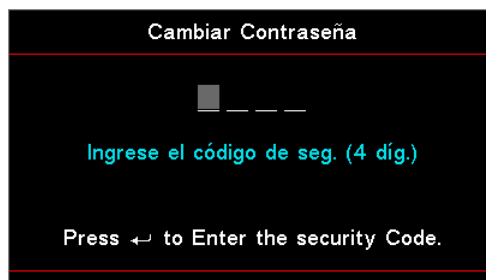 Cambiar Contraseña
_ _ _ _
Ingrese el código de seg. (4 díg.)
Press ↵ to Enter the security Code.